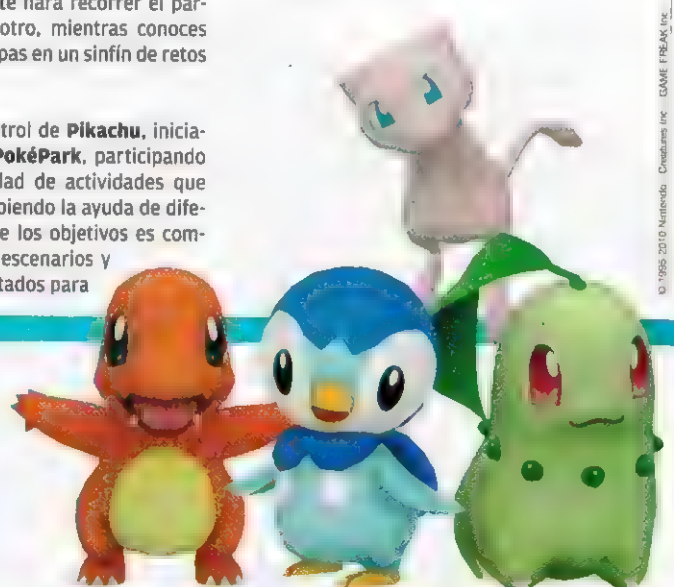 te hará recorrer el par-
otro, mientras conoces
pas en un sinfín de retos
trol de Pikachu, inicia-
PokéPark, participando
dad de actividades que
biendo la ayuda de dife-
e los objetivos es com-
escenarios y
tados para
© 1995 2010 Nintendo Creatures Inc GAME FREAK Inc